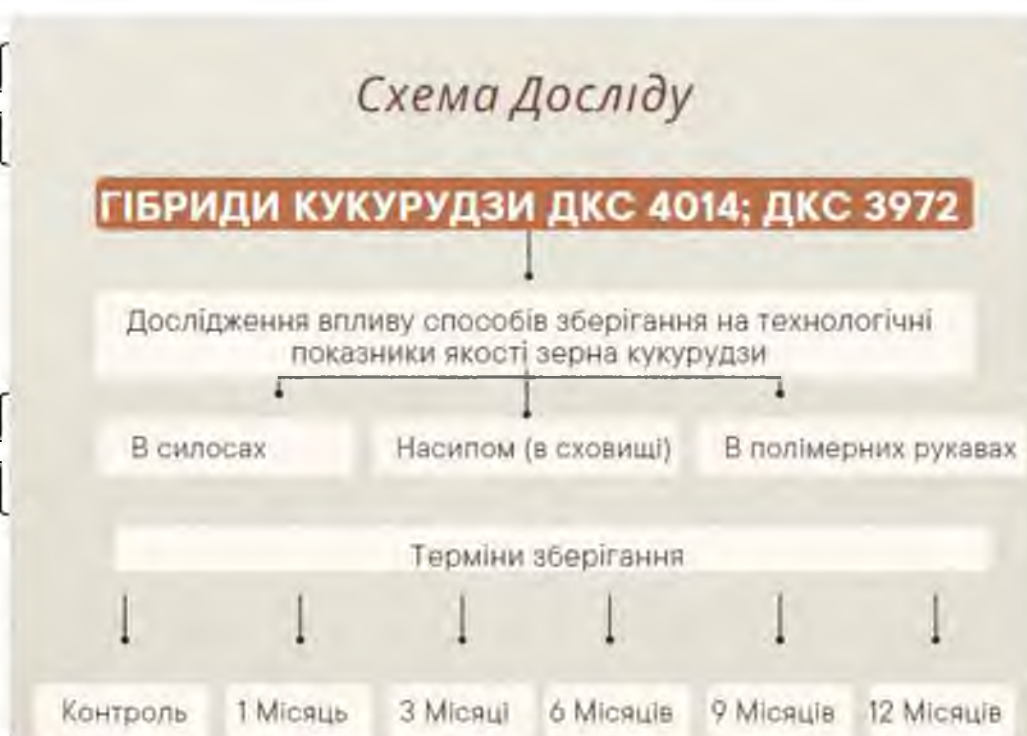 Схема Досліду
ГІБРИДИ КУКУРУДЗИ ДКС 4014; ДКС 3972
Дослідження впливу способів зберігання на технологічні
показники якості зерна кукурудзи
В силосах
Насипом (в сховищі)
В полімерних рукавах
Терміни зберігання
Контроль
1 Місяць
3 Місяці
6 Місяців
9 Місяців
12 Місяців